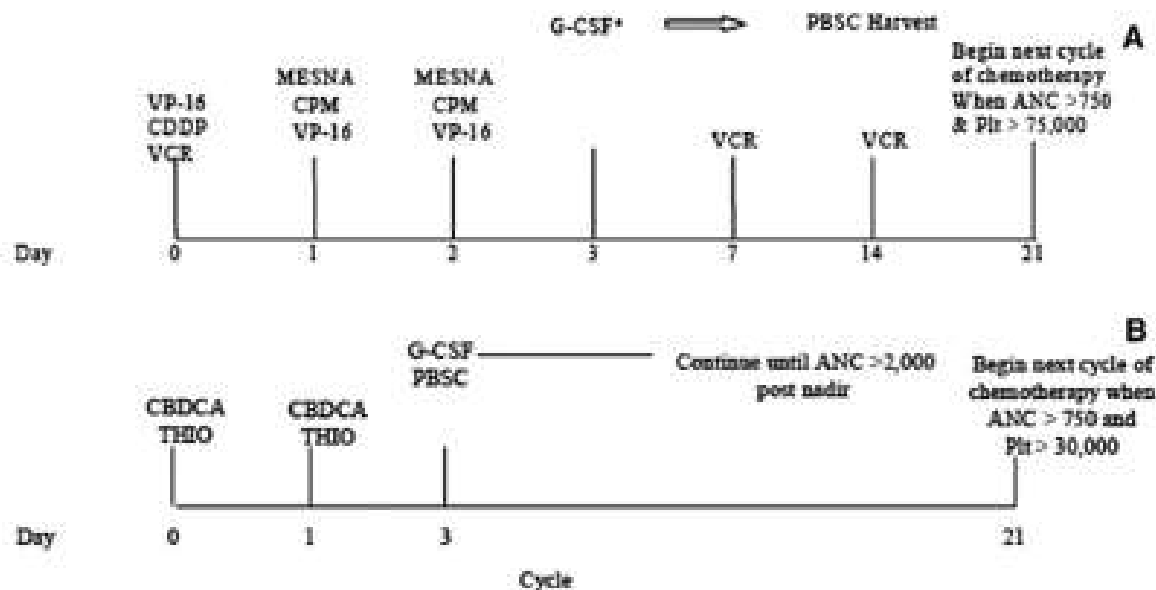 A
G-CSF* PBSC Harvest
Begin next cycle
of chemotherapy
When ANC >750
& Plt > 75,000
VP-16
CDDP
VCR
MESNA
CPM
VP-16
MESNA
CPM
VP-16
VCR
VCR
Day 0 1 2 3 7 14 21
B
G-CSF
PBSC
Continue until ANC >2,000
post nadir
Begin next cycle of
chemotherapy when
ANC > 750 and
Plt > 30,000
CBDCA
THIO
CBDCA
THIO
Day 0 1 3 21
Cycle